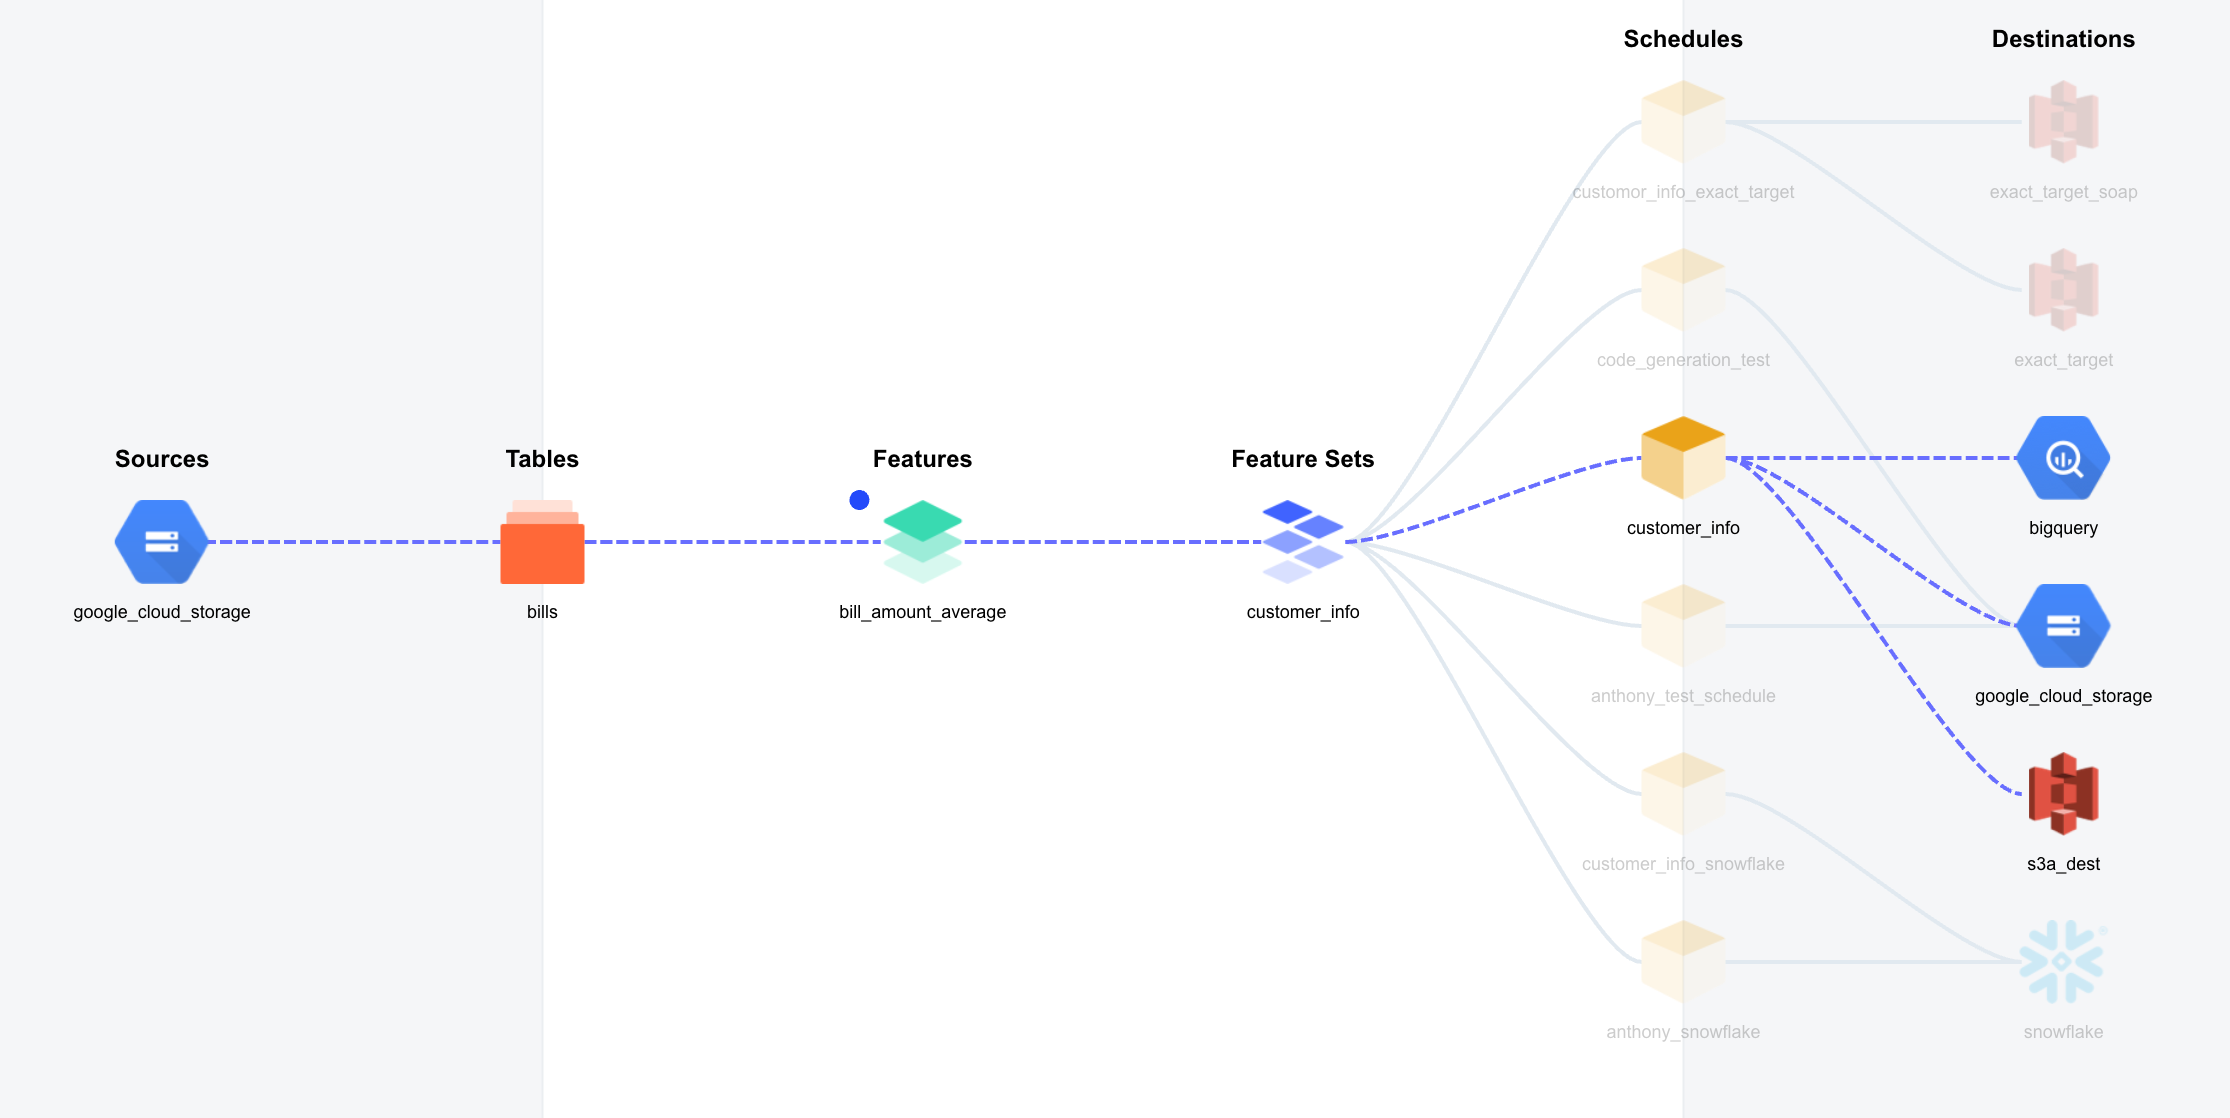 Sources
google_cloud_storage
Tables
bills
Features
bill_amount_average
Feature Sets
customer_info
Schedules
customor_info_exact_target
code_generation_test
customer_info
anthony_test_schedule
customer_info_snowflake
anthony_snowflake
Destinations
exact_target_soap
exact_target
bigquery
google_cloud_storage
s3a_dest
®
snowflake